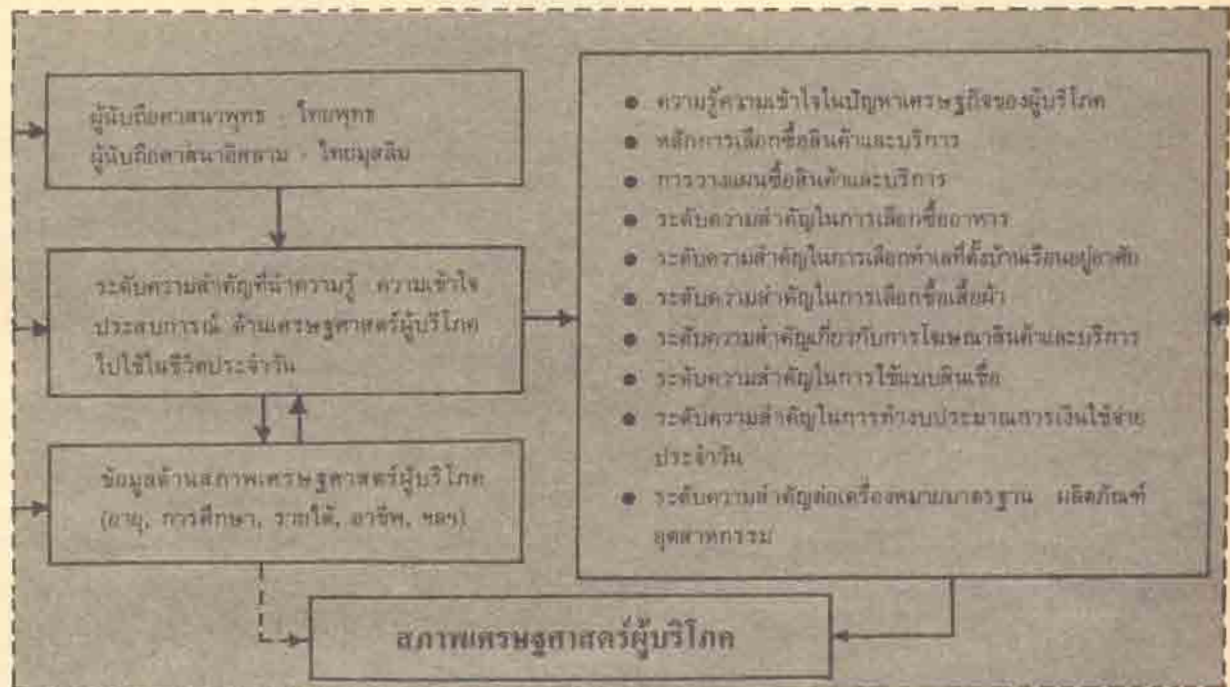 ผู้นับถือศาสนาพุทธ - ไทยพุทธ
ผู้นับถือศาสนาอิสลาม - ไทยมุสลิม
ระดับความสำคัญที่นำความรู้ ความเข้าใจ
ประสบการณ์ ด้านเศรษฐศาสตร์ผู้บริโภค
ไปใช้ในชีวิตประจำวัน
ข้อมูลด้านสภาพเศรษฐศาสตร์ผู้บริโภค
(อายุ, การศึกษา, รายได้, อาชีพ, ฯลฯ)
● ความรู้ความเข้าใจในปัญหาเศรษฐกิจของผู้บริโภค
● หลักการเลือกซื้อสินค้าและบริการ
● การวางแผนซื้อสินค้าและบริการ
● ระดับความสำคัญในการเลือกซื้ออาหาร
● ระดับความสำคัญในการเลือกทำเลที่ตั้งบ้านเรือนอยู่อาศัย
● ระดับความสำคัญในการเลือกซื้อเสื้อผ้า
● ระดับความสำคัญเกี่ยวกับการโฆษณาสินค้าและบริการ
● ระดับความสำคัญในการใช้แบบสินเชื่อ
● ระดับความสำคัญในการทำงบประมาณการเงินใช้จ่าย
ประจำวัน
● ระดับความสำคัญต่อเครื่องหมายมาตรฐาน ผลิตภัณฑ์
อุตสาหกรรม
สภาพเศรษฐศาสตร์ผู้บริโภค